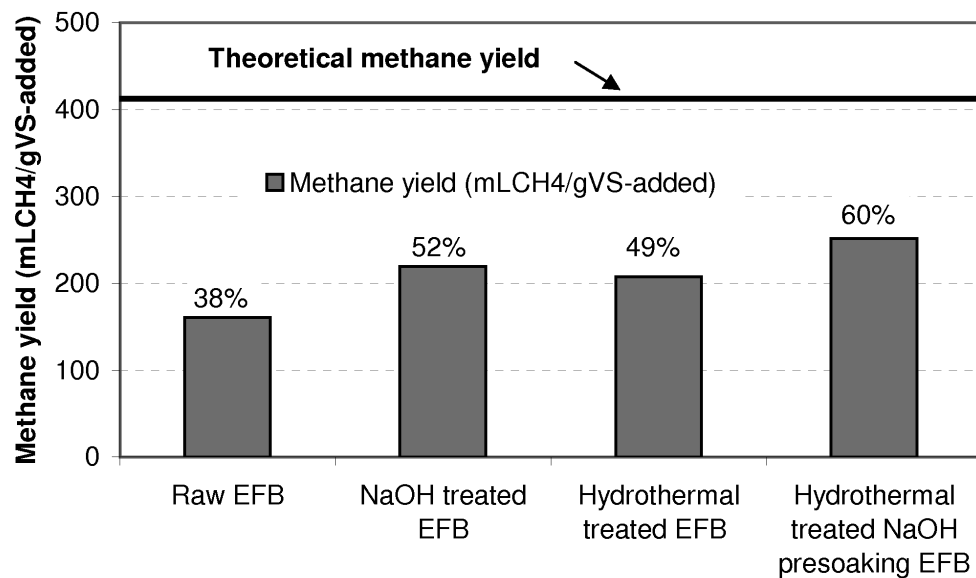 Methane yield (mLCH4/gVS-added)
500
400
300
200
100
0
Theoretical methane yield
Methane yield (mLCH4/gVS-added)
38%
52%
49%
60%
Raw EFB
NaOH treated
EFB
Hydrothermal
treated EFB
Hydrothermal
treated NaOH
presoaking EFB